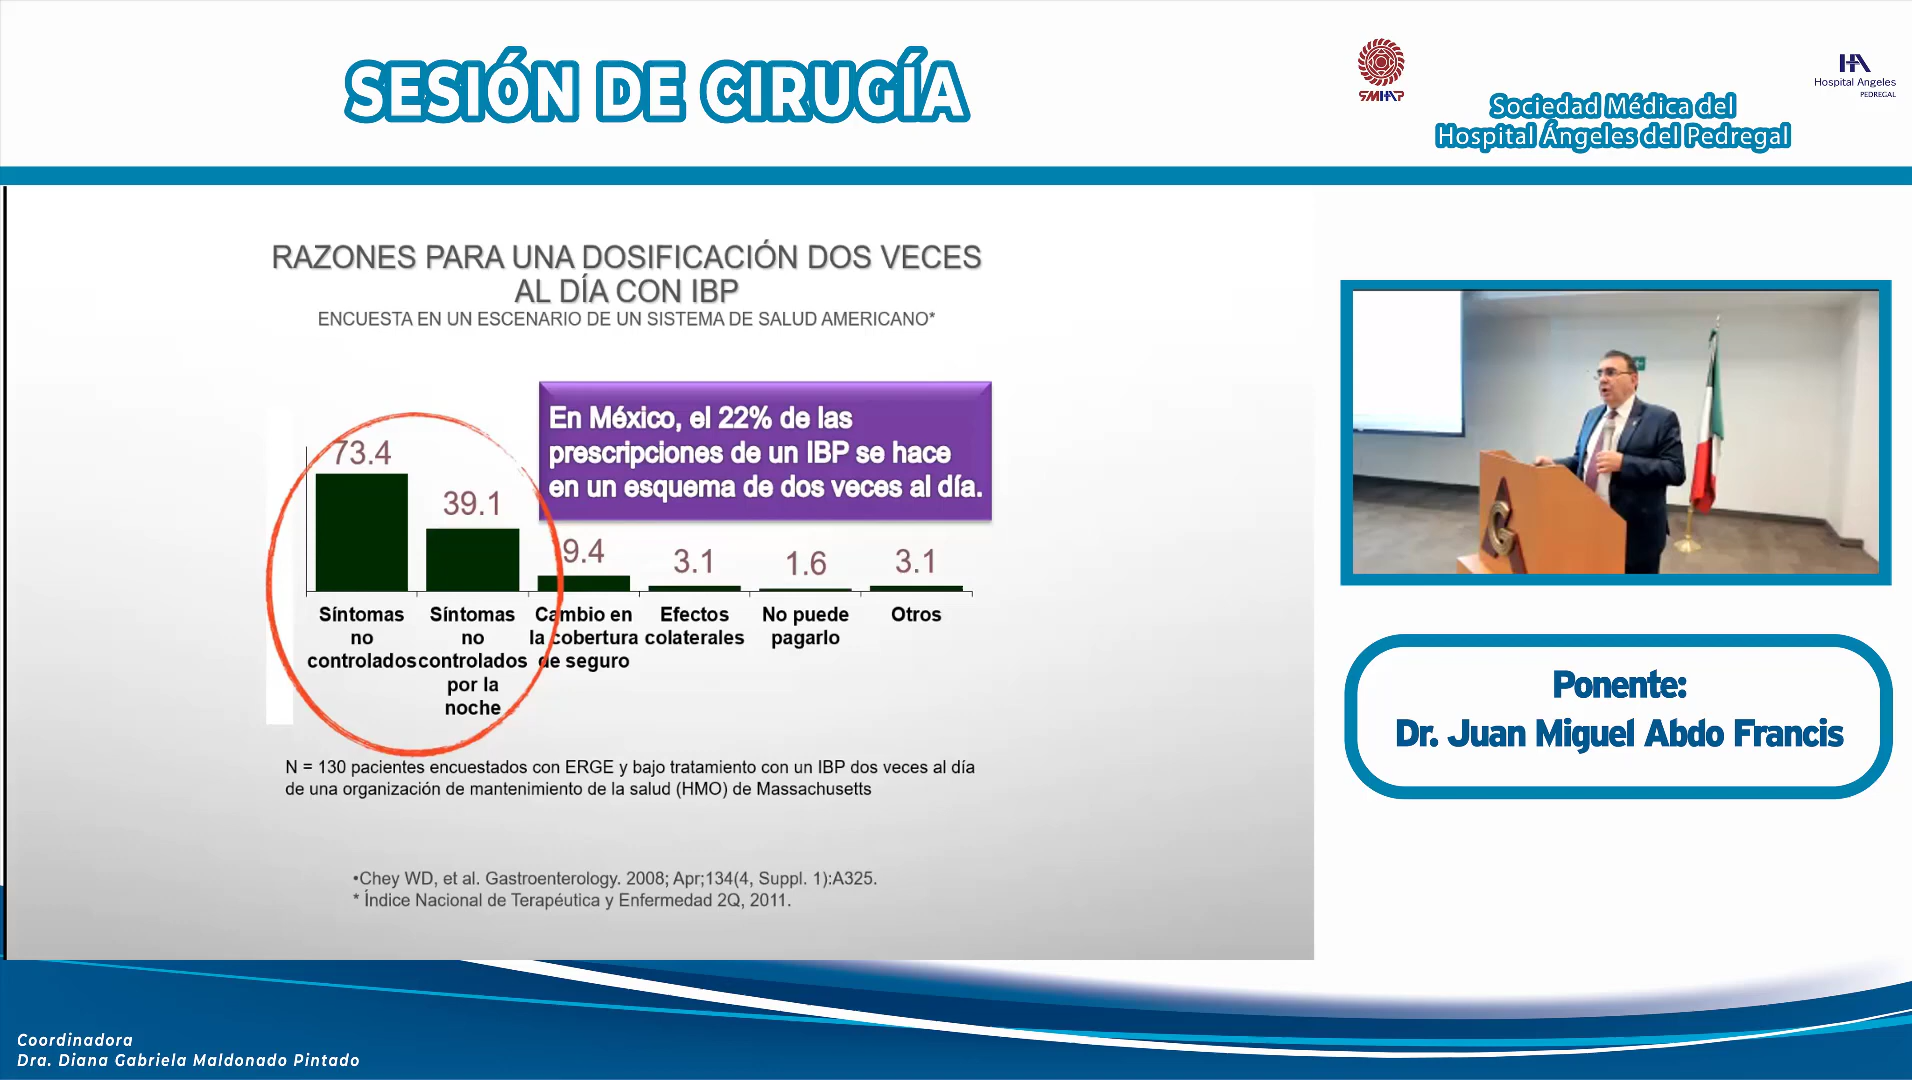 SESIÓN DE CIRUGÍA
SMHAP
HA
Hospital Angeles
PEDREGAL
Sociedad Médica del
Hospital Ángeles del Pedregal
RAZONES PARA UNA DOSIFICACIÓN DOS VECES
AL DÍA CON IBP
ENCUESTA EN UN ESCENARIO DE UN SISTEMA DE SALUD AMERICANO*
En México, el 22% de las
prescripciones de un IBP se hace
en un esquema de dos veces al día.
73.4
39.1
9.4
3.1
1.6
3.1
Síntomas
no
controlados
Síntomas
no
controlados
por la
noche
Cambio en
la cobertura
de seguro
Efectos
colaterales
No puede
pagarlo
Otros
N = 130 pacientes encuestados con ERGE y bajo tratamiento con un IBP dos veces al día
de una organización de mantenimiento de la salud (HMO) de Massachusetts
•Chey WD, et al. Gastroenterology. 2008; Apr;134(4, Suppl. 1):A325.
* Índice Nacional de Terapéutica y Enfermedad 2Q, 2011.
Ponente:
Dr. Juan Miguel Abdo Francis
Coordinadora
Dra. Diana Gabriela Maldonado Pintado